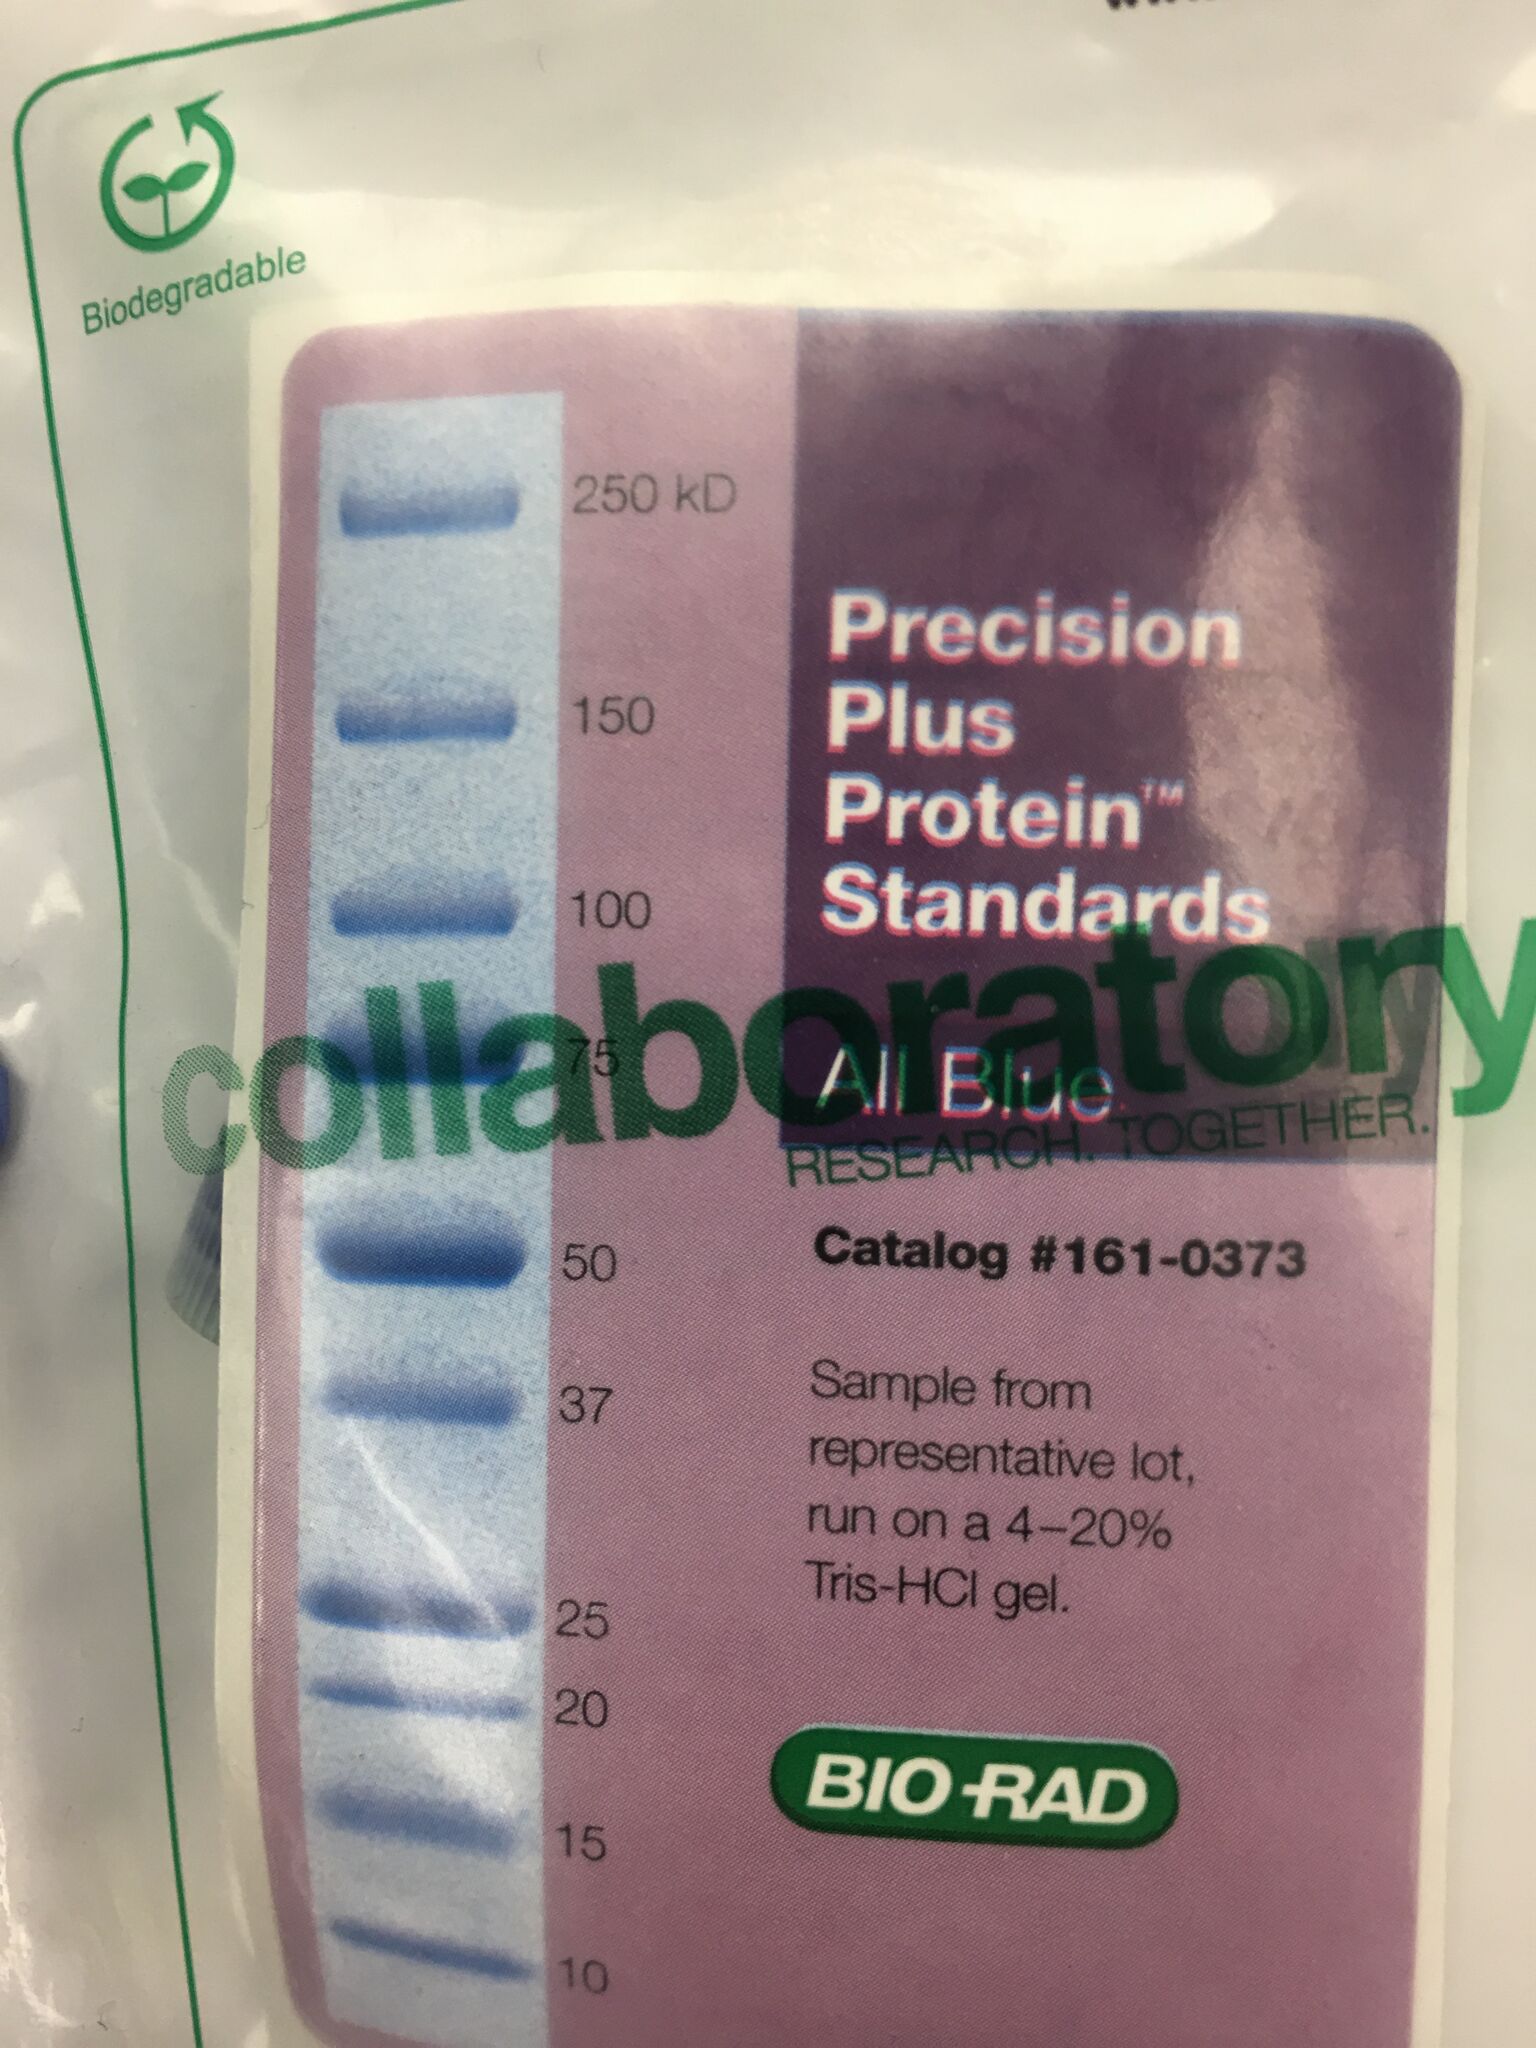 Biodegradable
250 kD
150
100
75
50
37
25
20
15
10
Precision
Plus
Protein™
Standards
All Blue
collaboratory
RESEARCH. TOGETHER.
Catalog #161-0373
Sample from
representative lot,
run on a 4–20%
Tris-HCl gel.
BIO-RAD